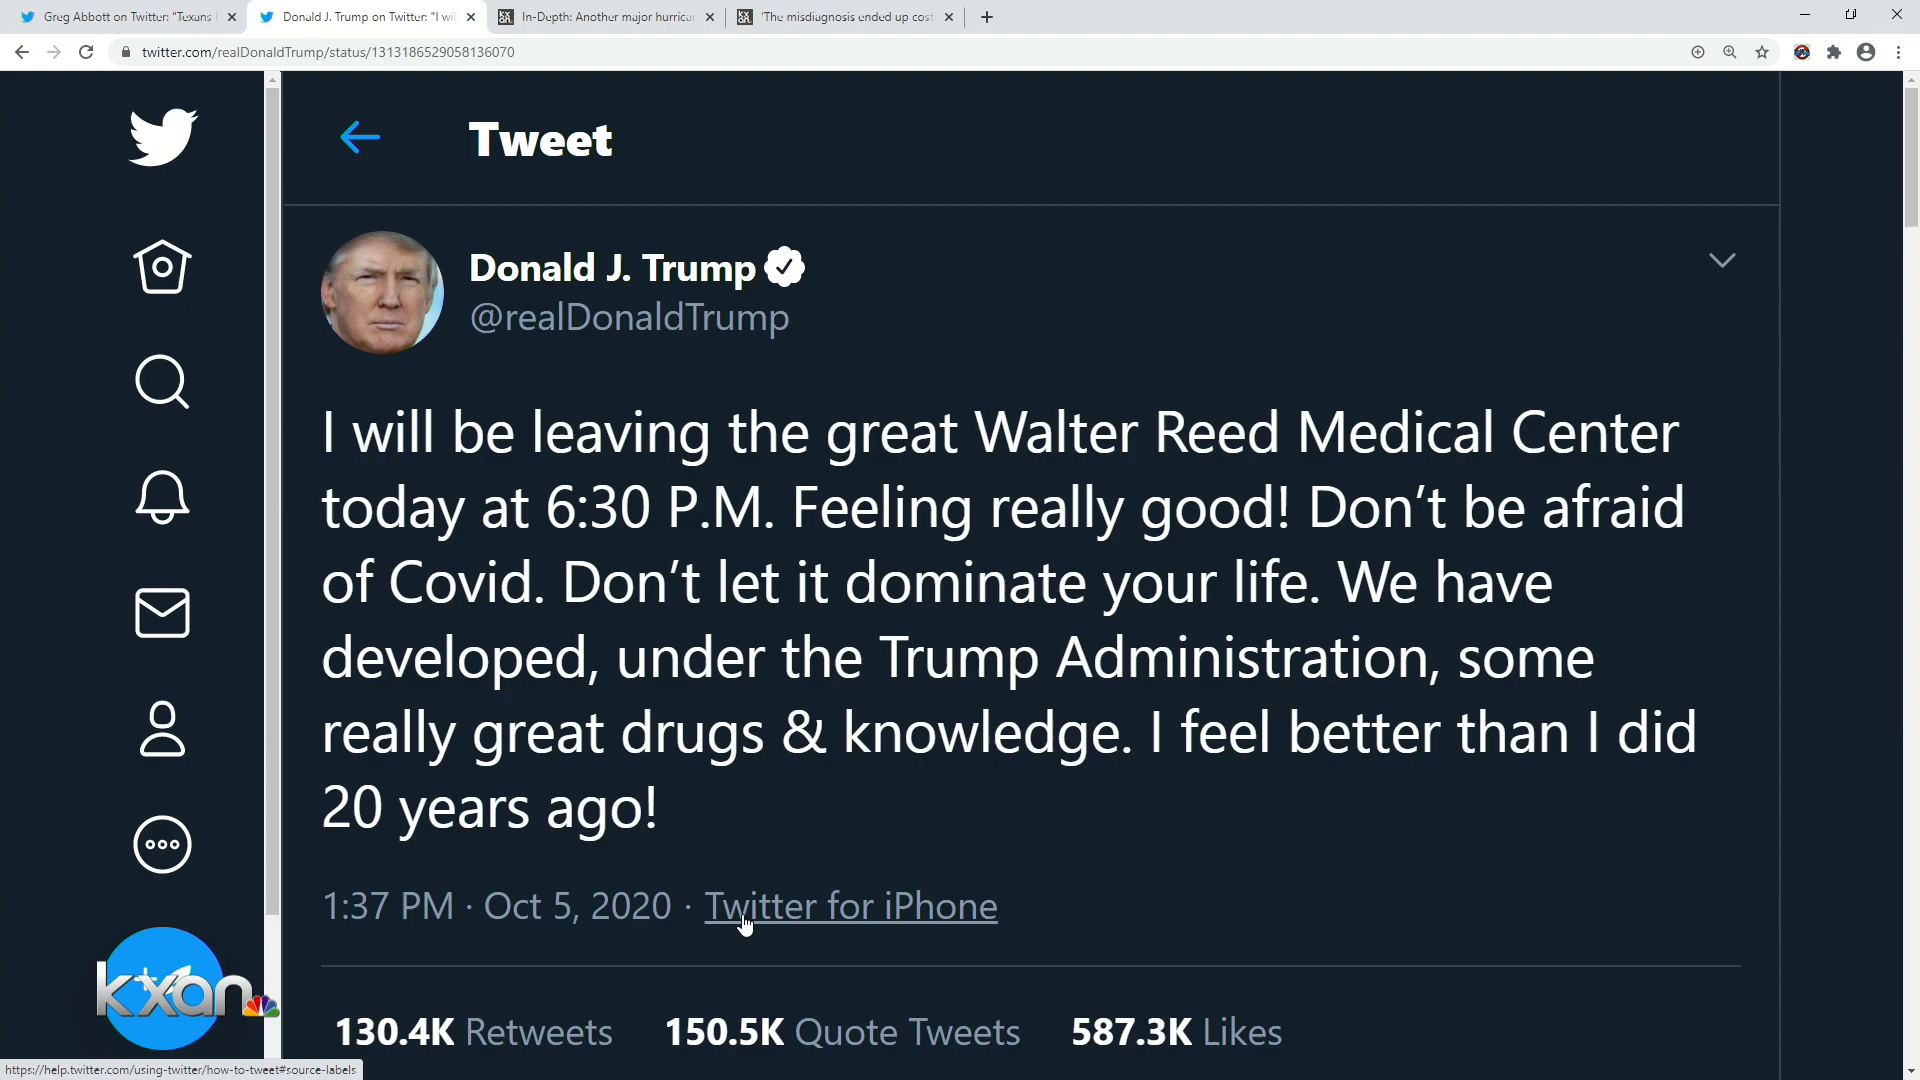 Greg Abbott on Twitter: "Texans
Donald J. Trump on Twitter: "I wil
In-Depth: Another major hurrican
'The misdiagnosis ended up cost
twitter.com/realDonaldTrump/status/1313186529058136070
Tweet
Donald J. Trump
@realDonaldTrump
I will be leaving the great Walter Reed Medical Center
today at 6:30 P.M. Feeling really good! Don’t be afraid
of Covid. Don’t let it dominate your life. We have
developed, under the Trump Administration, some
really great drugs & knowledge. I feel better than I did
20 years ago!
1:37 PM · Oct 5, 2020 · Twitter for iPhone
kxan
130.4K Retweets 150.5K Quote Tweets 587.3K Likes
https://help.twitter.com/using-twitter/how-to-tweet#source-labels